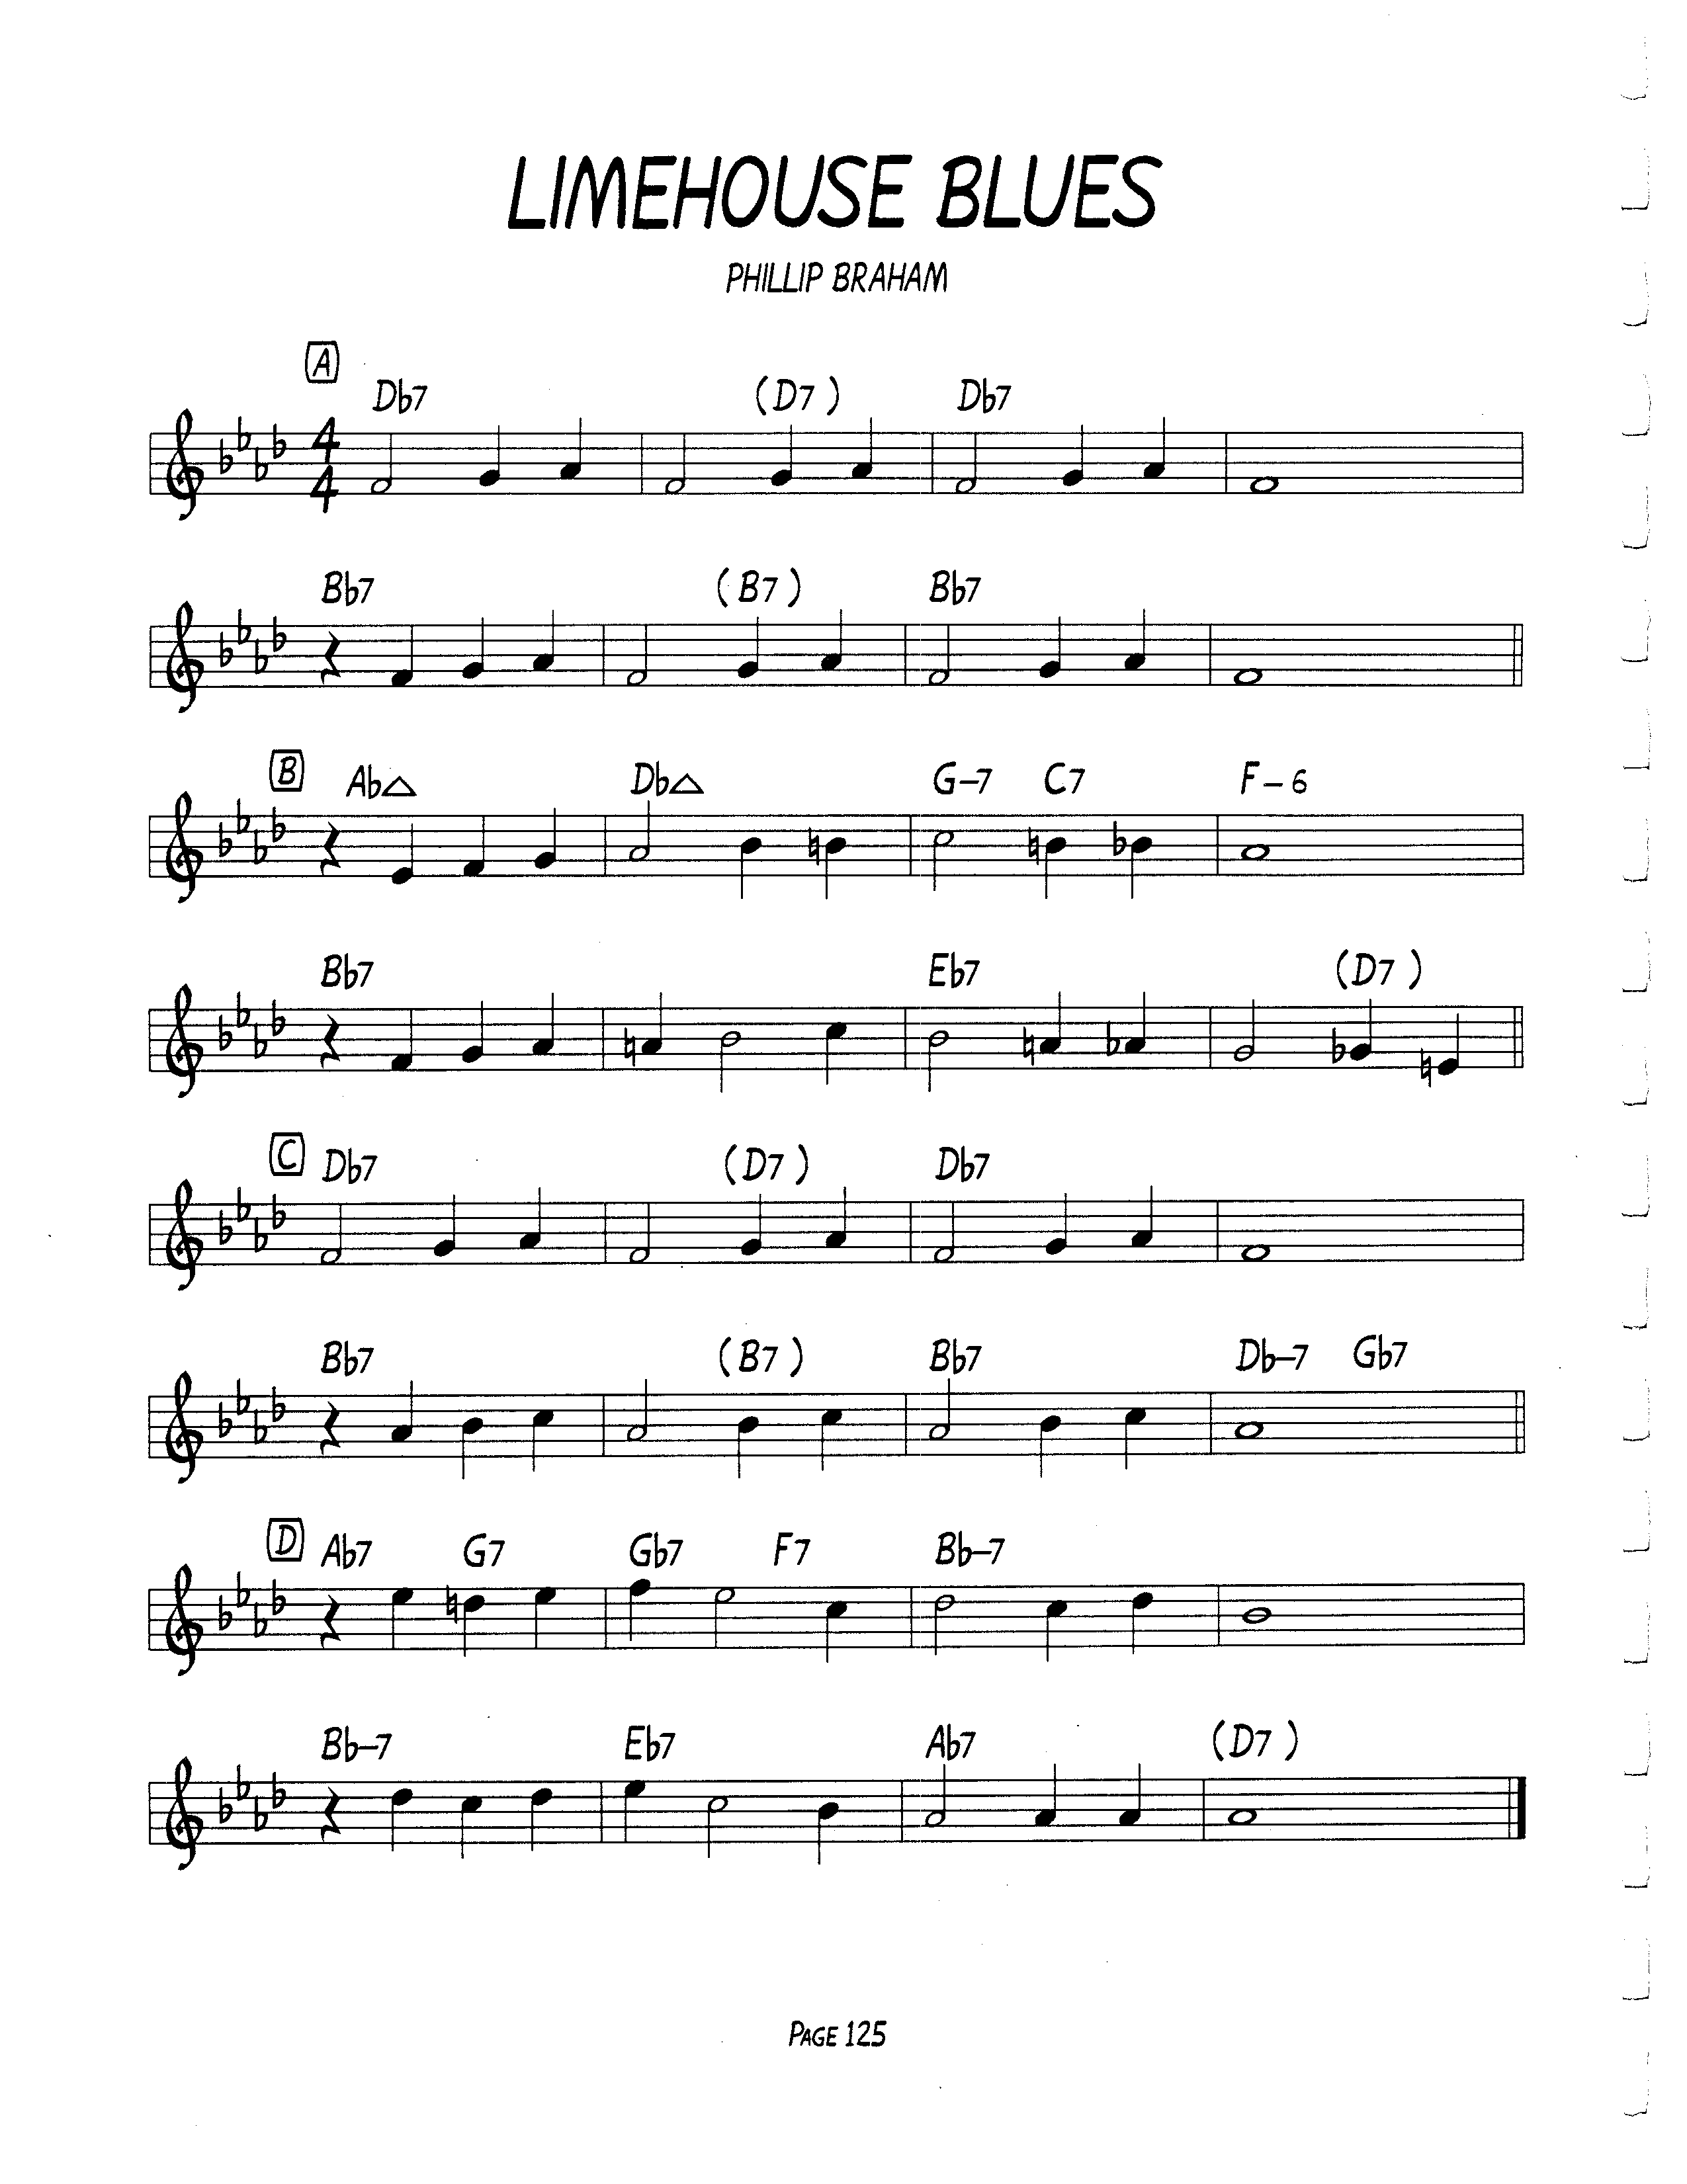 LIMEHOUSE BLUES
PHILLIP BRAHAM
A
Db7 (D7) Db7
4
4
Bb7 (B7) Bb7
B Ab△ Db△ G-7 C7 F-6
Bb7 Eb7 (D7)
C Db7 (D7) Db7
Bb7 (B7) Bb7 Db-7 Gb7
D Ab7 G7 Gb7 F7 Bb-7
Bb-7 Eb7 Ab7 (D7)
PAGE 125